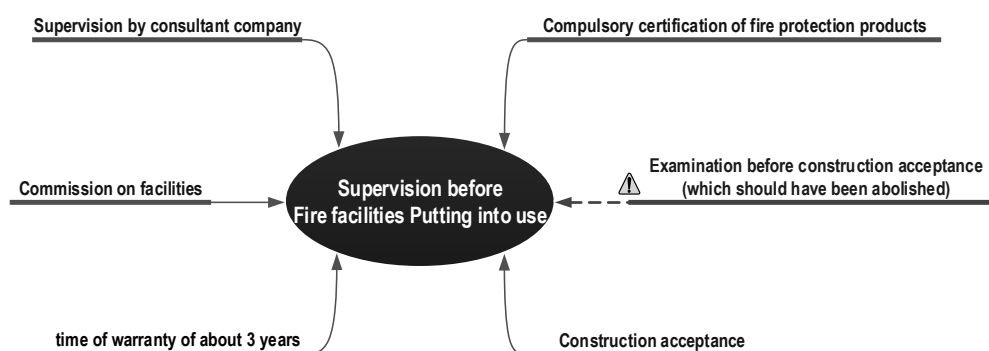 Supervision by consultant company
Compulsory certification of fire protection products
Examination before construction acceptance
(which should have been abolished)
Commission on facilities
Supervision before
Fire facilities Putting into use
time of warranty of about 3 years
Construction acceptance